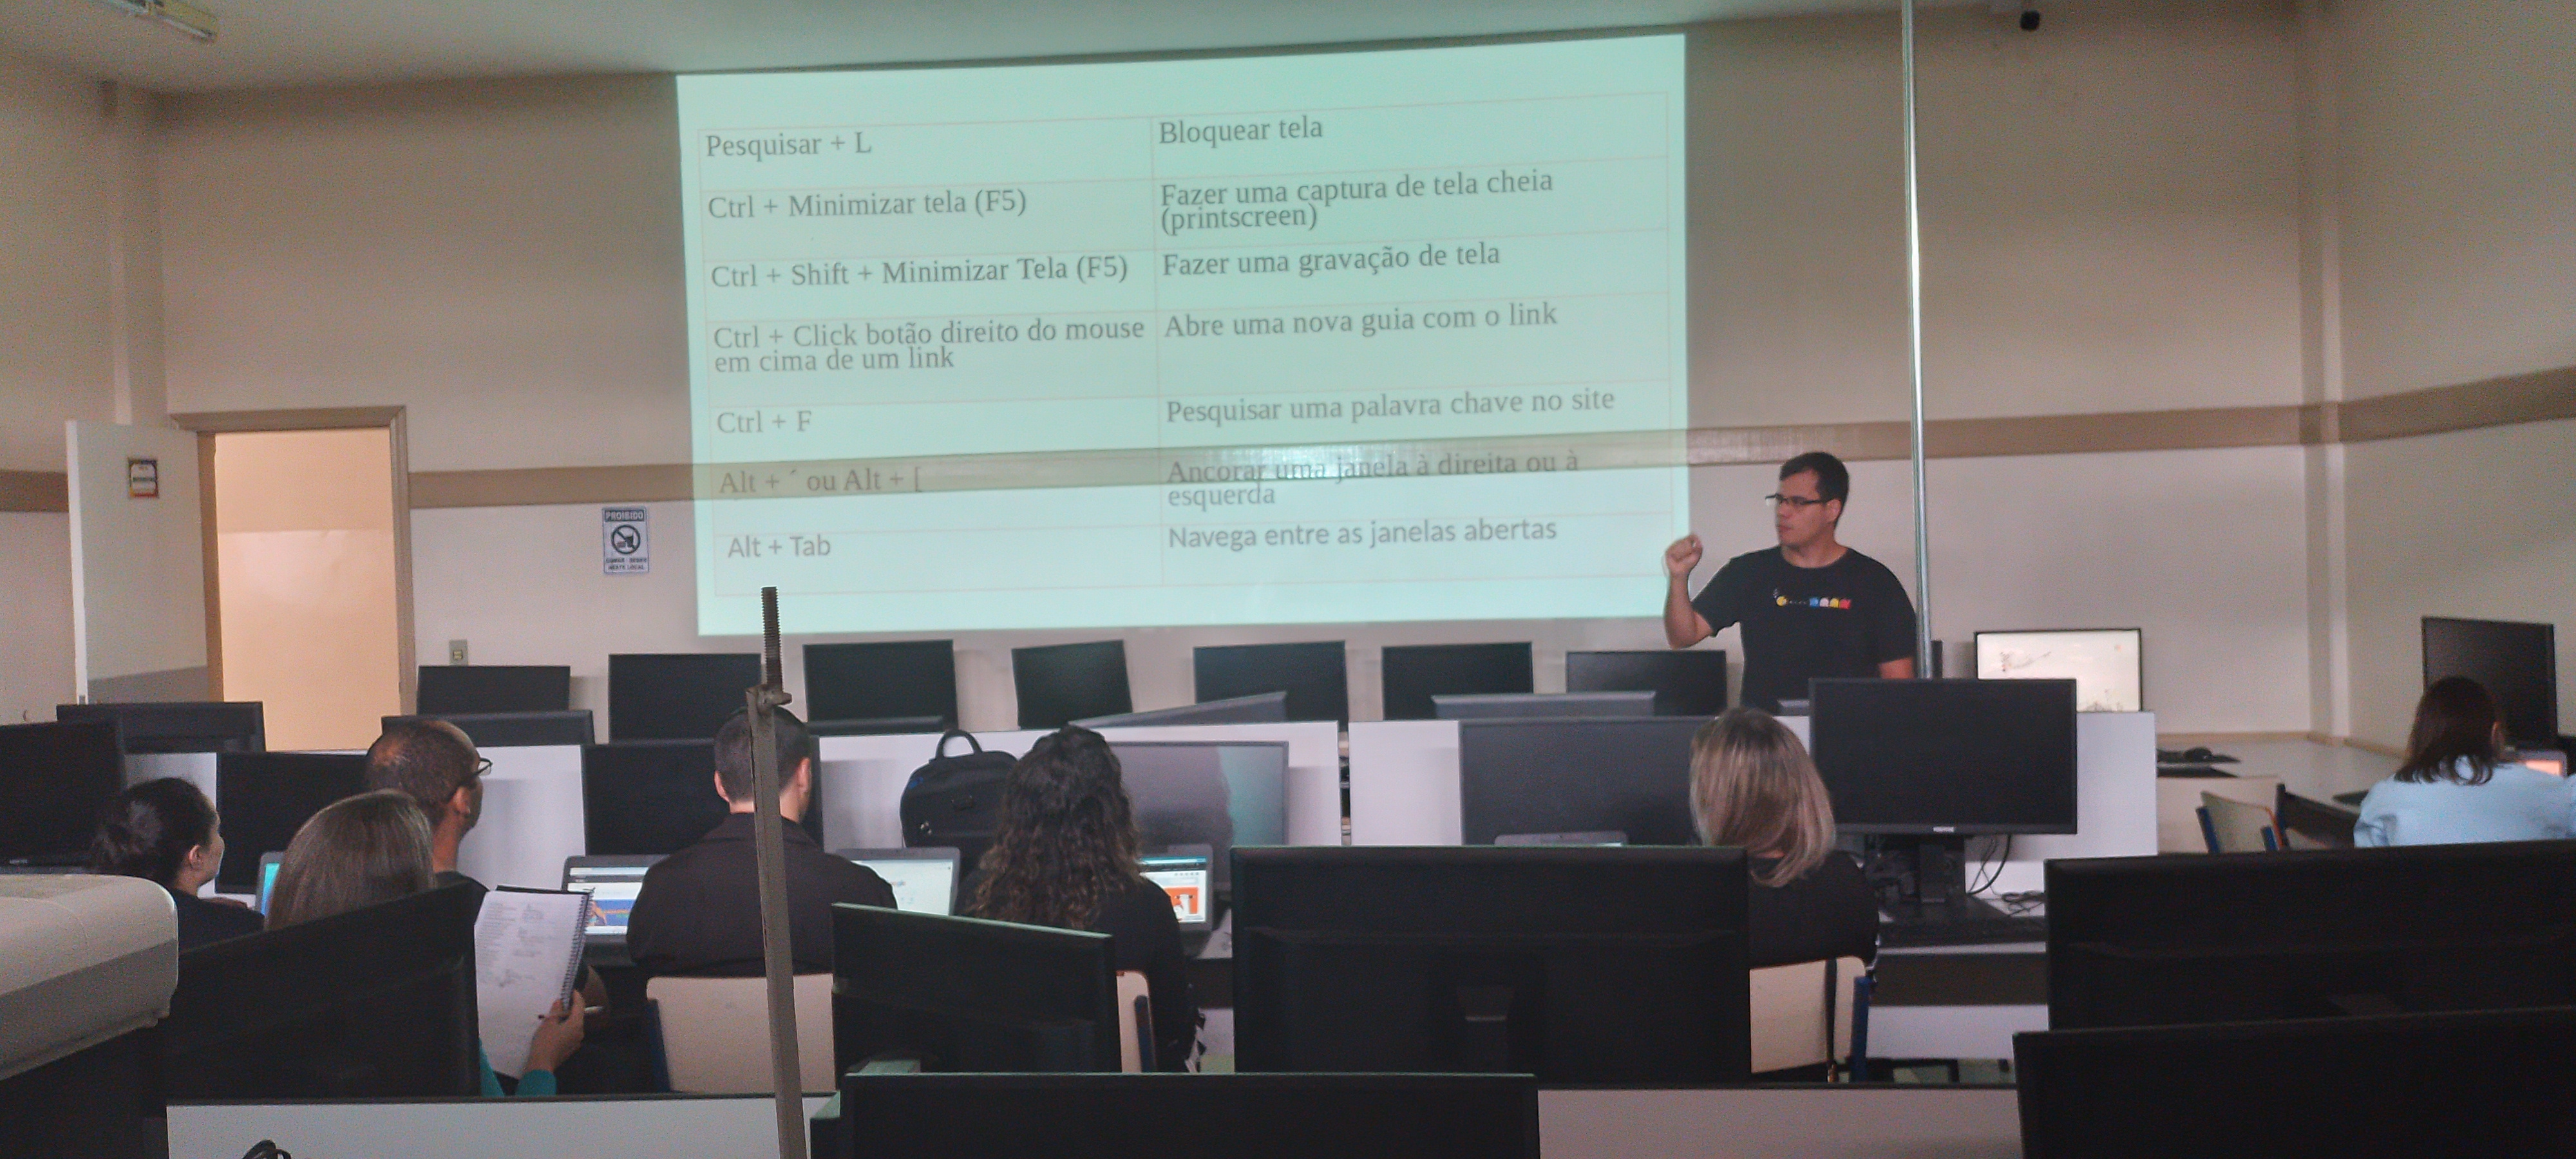 Pesquisar + L
Bloquear tela
Ctrl + Minimizar tela (F5)
Fazer uma captura de tela cheia
(printscreen)
Ctrl + Shift + Minimizar Tela (F5)
Fazer uma gravação de tela
Ctrl + Click botão direito do mouse
em cima de um link
Abre uma nova guia com o link
Ctrl + F
Pesquisar uma palavra chave no site
Alt + ´ ou Alt + [
Ancorar uma janela à direita ou à
esquerda
Alt + Tab
Navega entre as janelas abertas
PROIBIDO